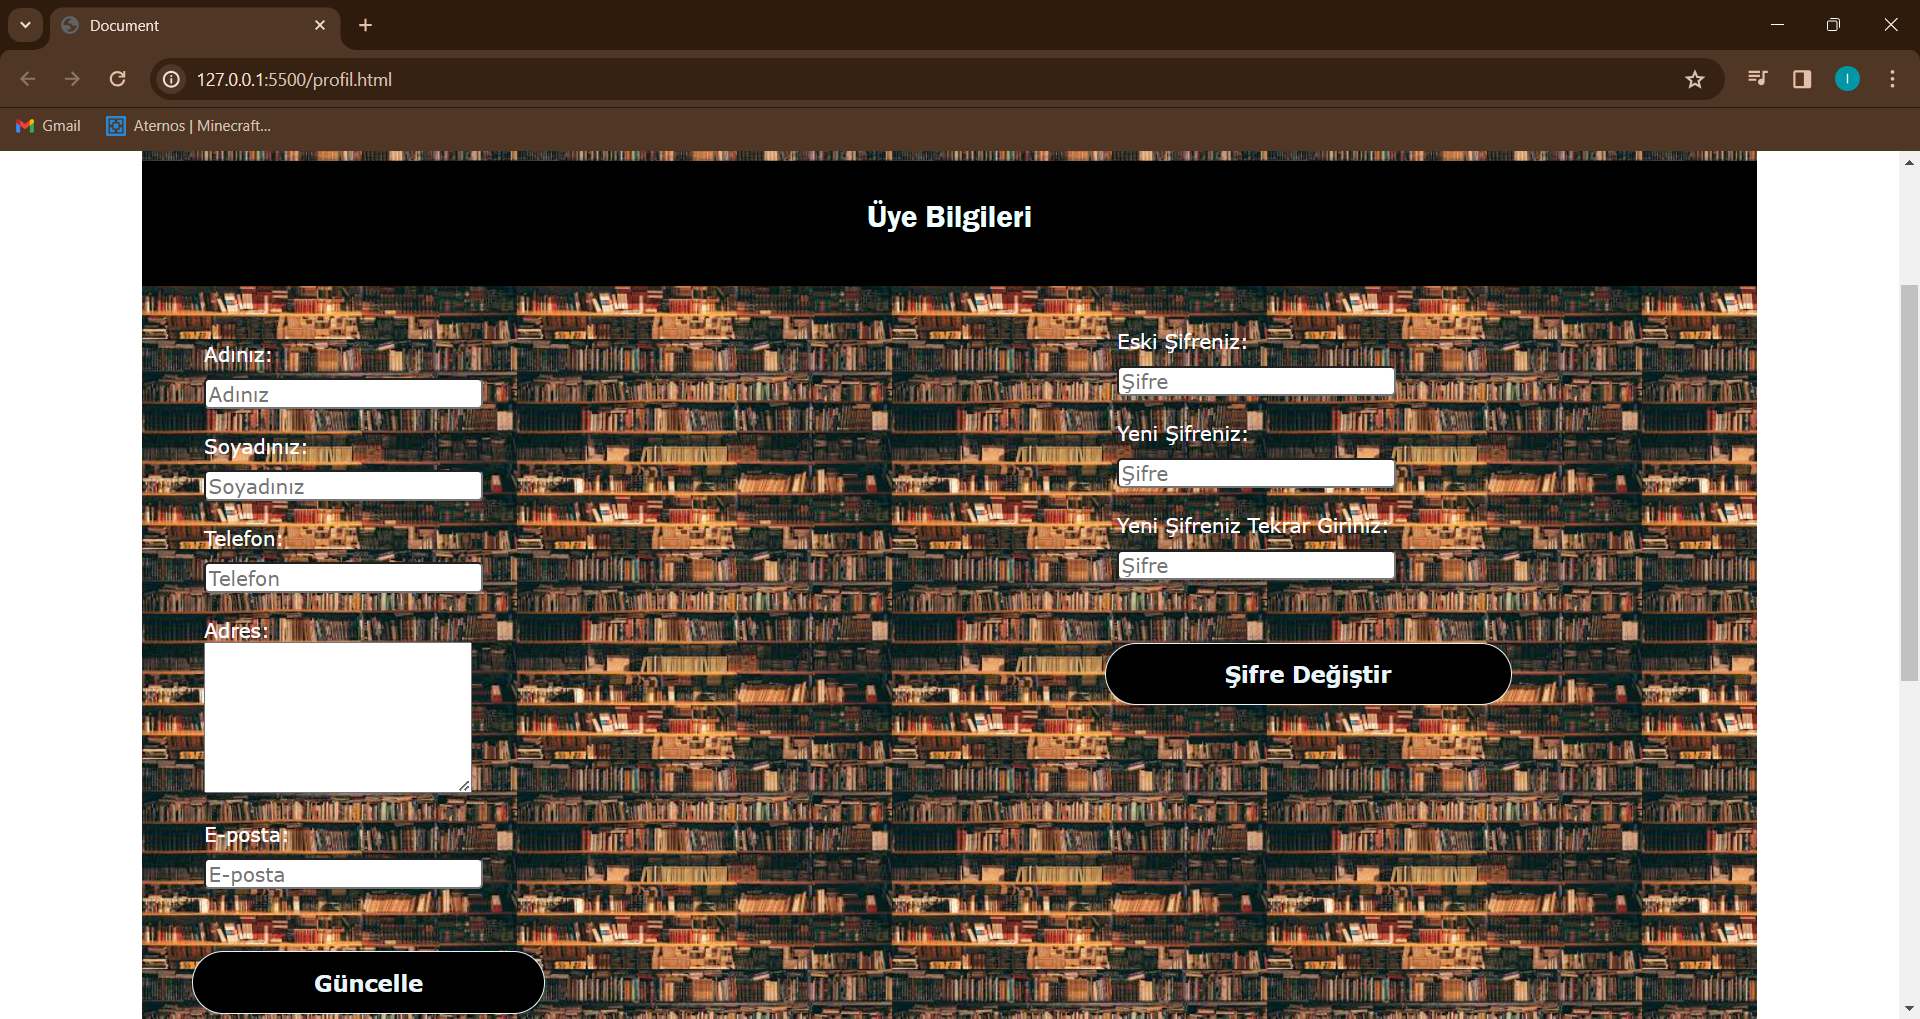 Document
127.0.0.1:5500/profil.html
I
Gmail
Aternos | Minecraft...
Üye Bilgileri
Adınız:
Adınız
Soyadınız:
Soyadınız
Telefon:
Telefon
Adres:
E-posta:
E-posta
Güncelle
Eski Şifreniz:
Şifre
Yeni Şifreniz:
Şifre
Yeni Şifreniz Tekrar Giriniz:
Şifre
Şifre Değiştir